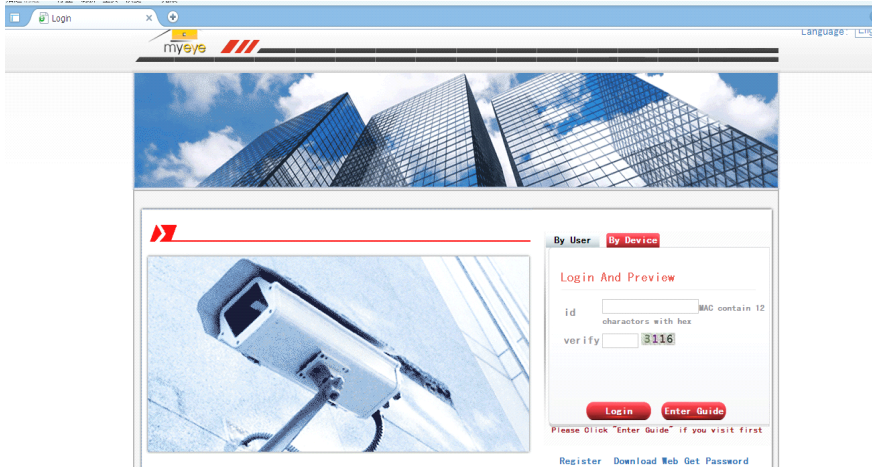 Login
Language:
myeye
By User By Device
Login And Preview
id MAC contain 12
charactors with hex
verify 3116
Login Enter Guide
Please Click "Enter Guide" if you visit first
Register Download Web Get Password